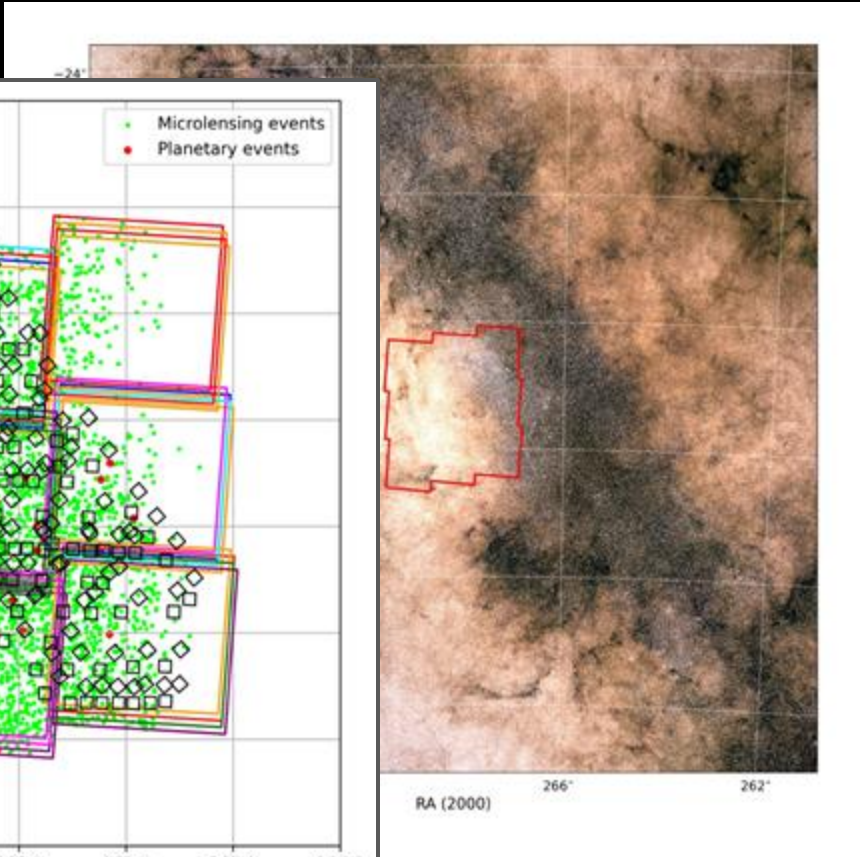 −24°
Microlensing events
Planetary events
266°
262°
RA (2000)